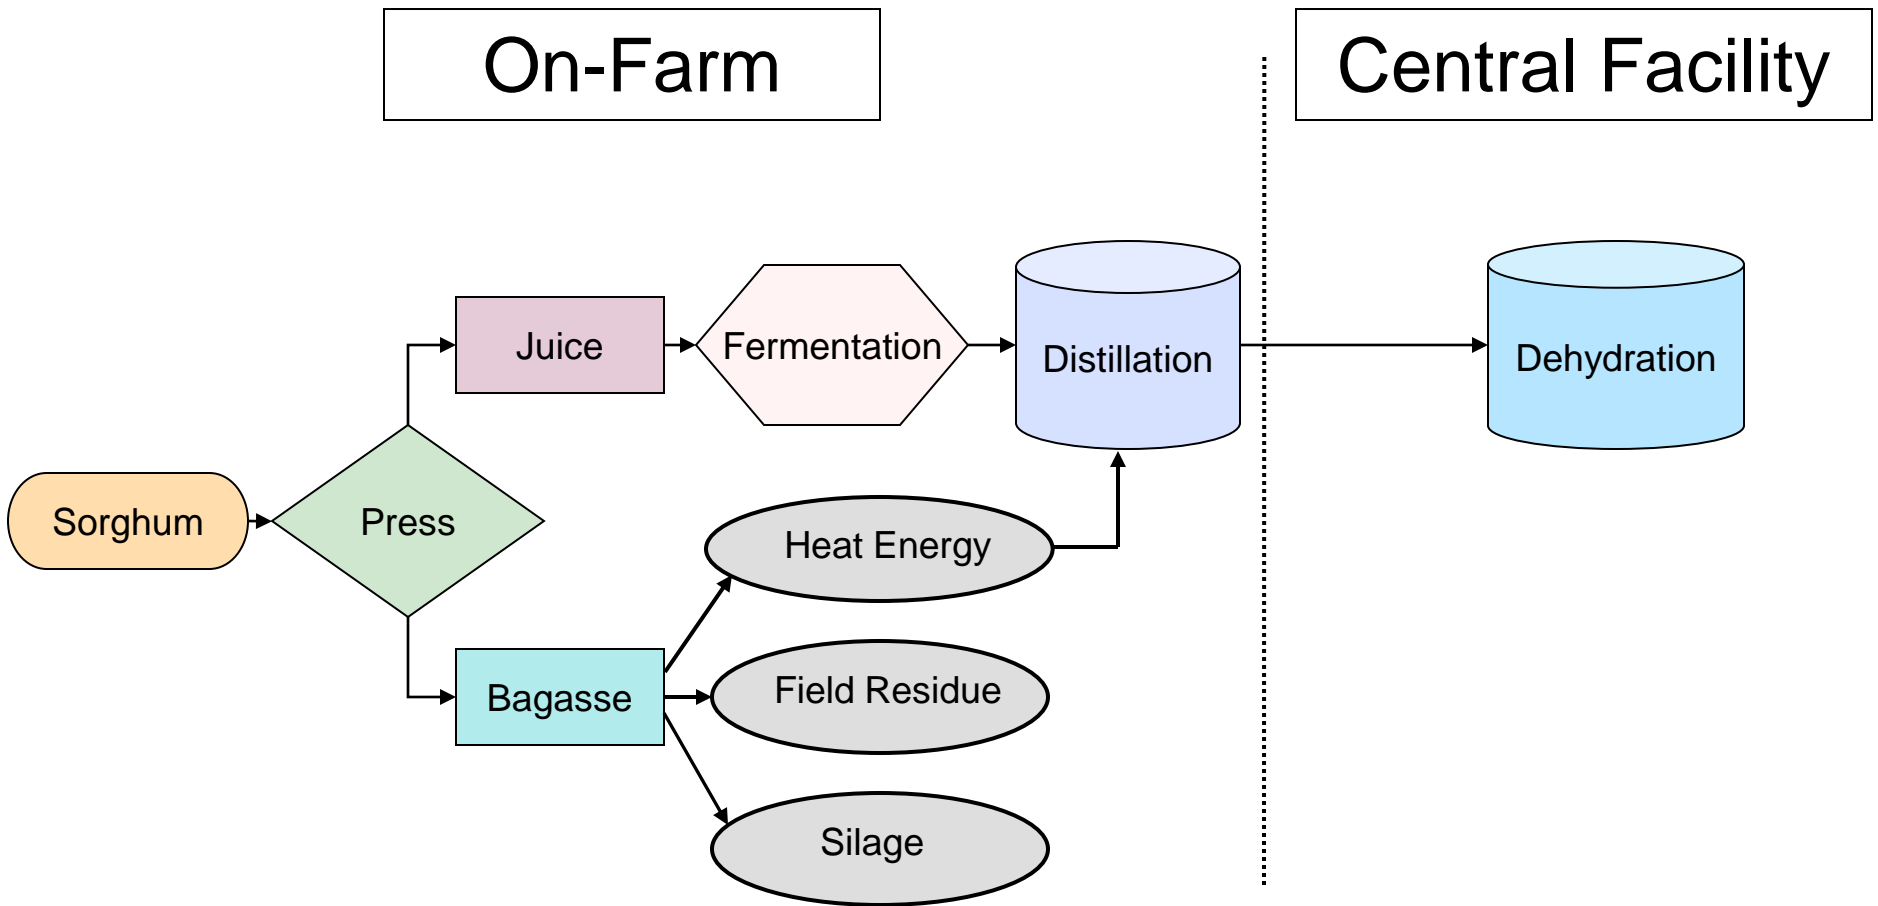 On-Farm
Central Facility
Juice
Fermentation
Distillation
Dehydration
Sorghum
Press
Heat Energy
Bagasse
Field Residue
Silage